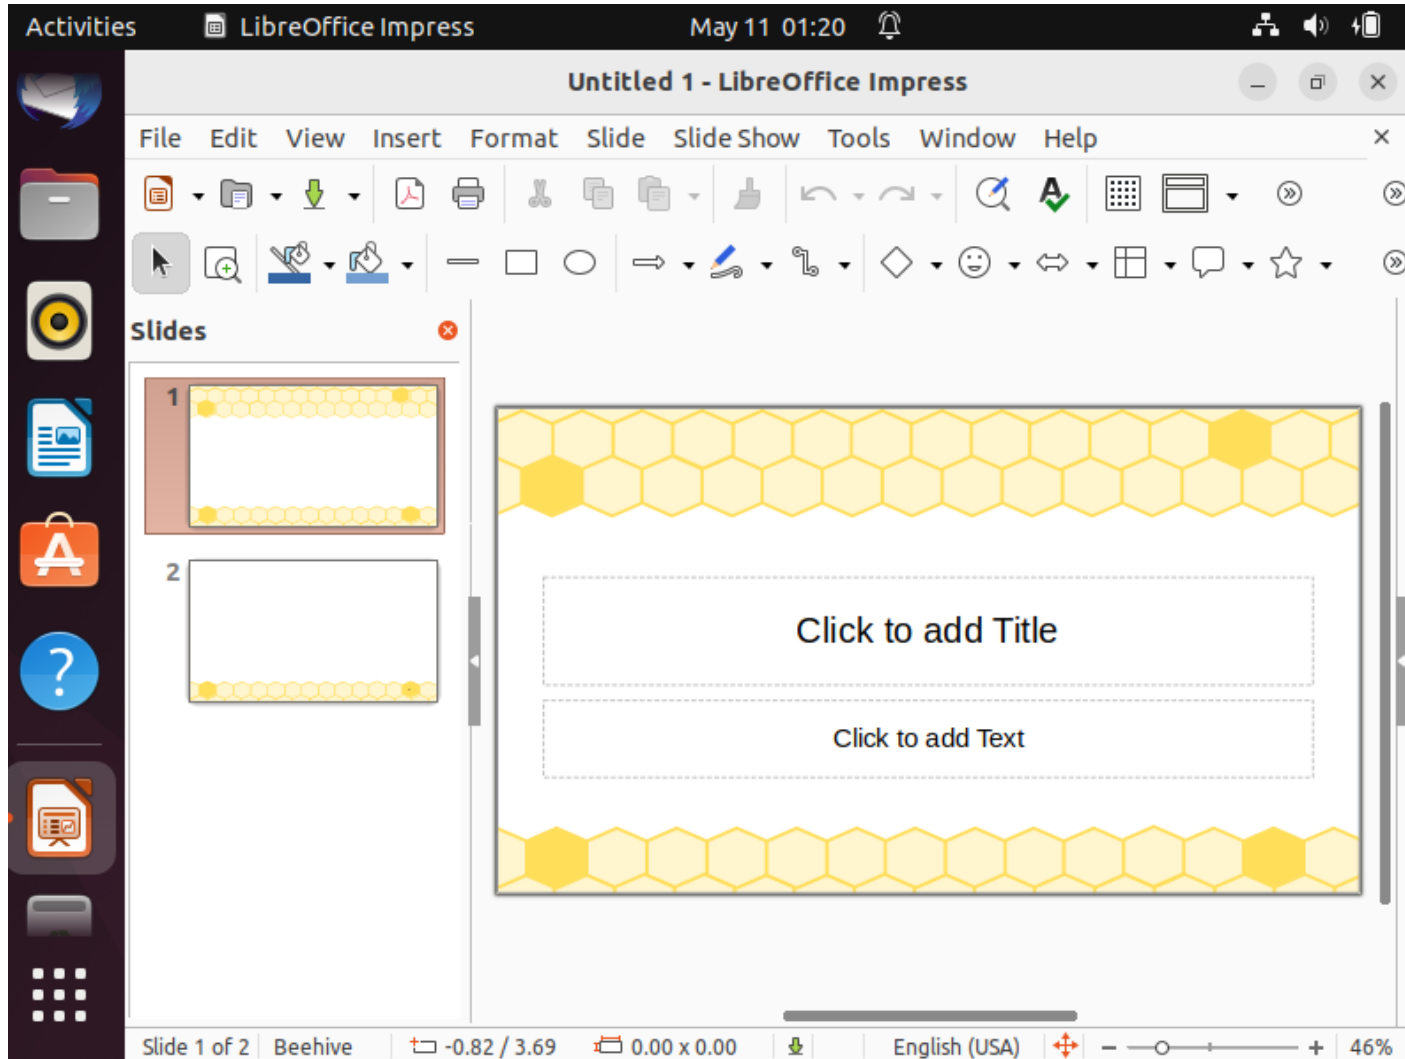 Activities LibreOffice Impress May 11 01:20
Untitled 1 - LibreOffice Impress
File Edit View Insert Format Slide Slide Show Tools Window Help
Slides
1
2
Click to add Title
Click to add Text
Slide 1 of 2 Beehive -0.82 / 3.69 0.00 x 0.00 English (USA) 46%